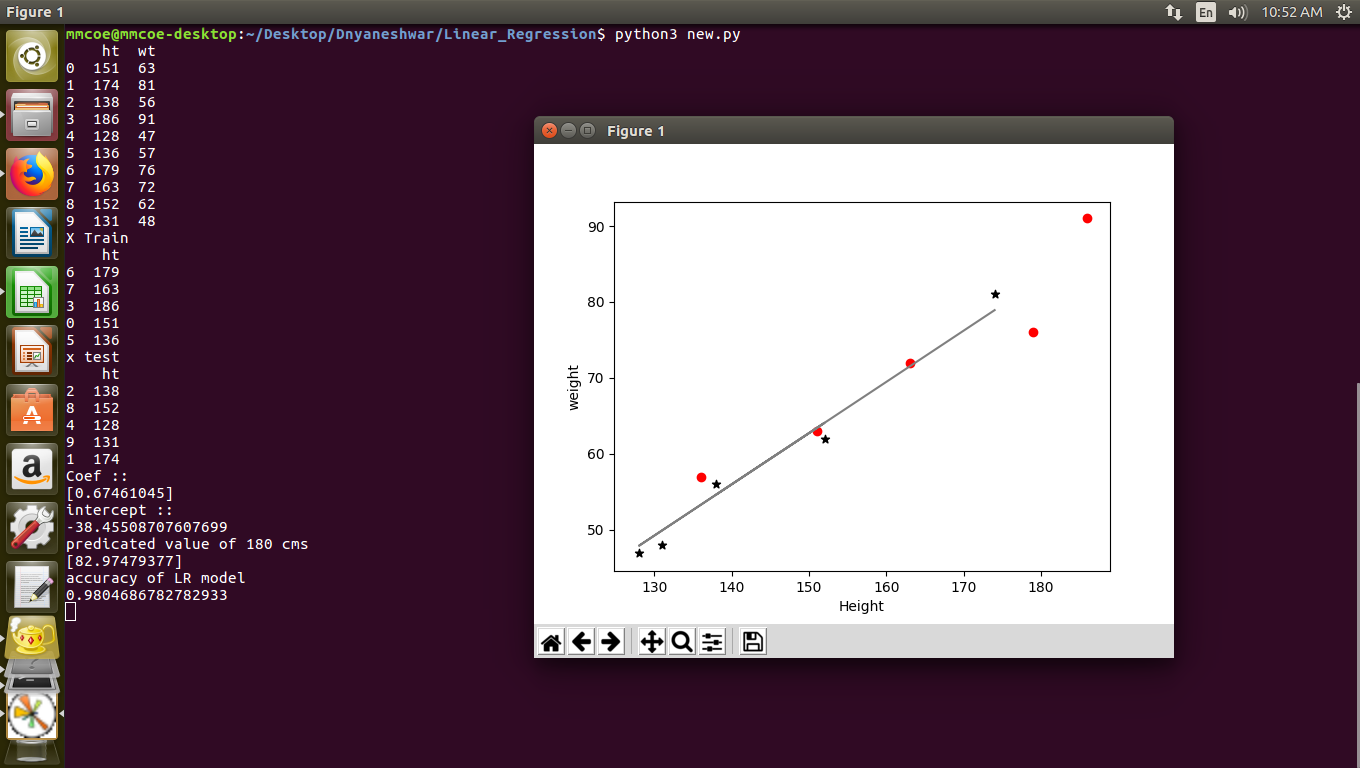 Figure 1
En
10:52 AM
mmcoe@mmcoe-desktop:~/Desktop/Dnyaneshwar/Linear_Regression$ python3 new.py
ht wt
0 151 63
1 174 81
2 138 56
3 186 91
4 128 47
5 136 57
6 179 76
7 163 72
8 152 62
9 131 48
X Train
ht
6 179
7 163
3 186
0 151
5 136
x test
ht
2 138
8 152
4 128
9 131
1 174
Coef ::
[0.67461045]
intercept ::
-38.45508707607699
predicated value of 180 cms
[82.97479377]
accuracy of LR model
0.9804686782782933
Figure 1
90
80
70
60
50
weight
130 140 150 160 170 180
Height